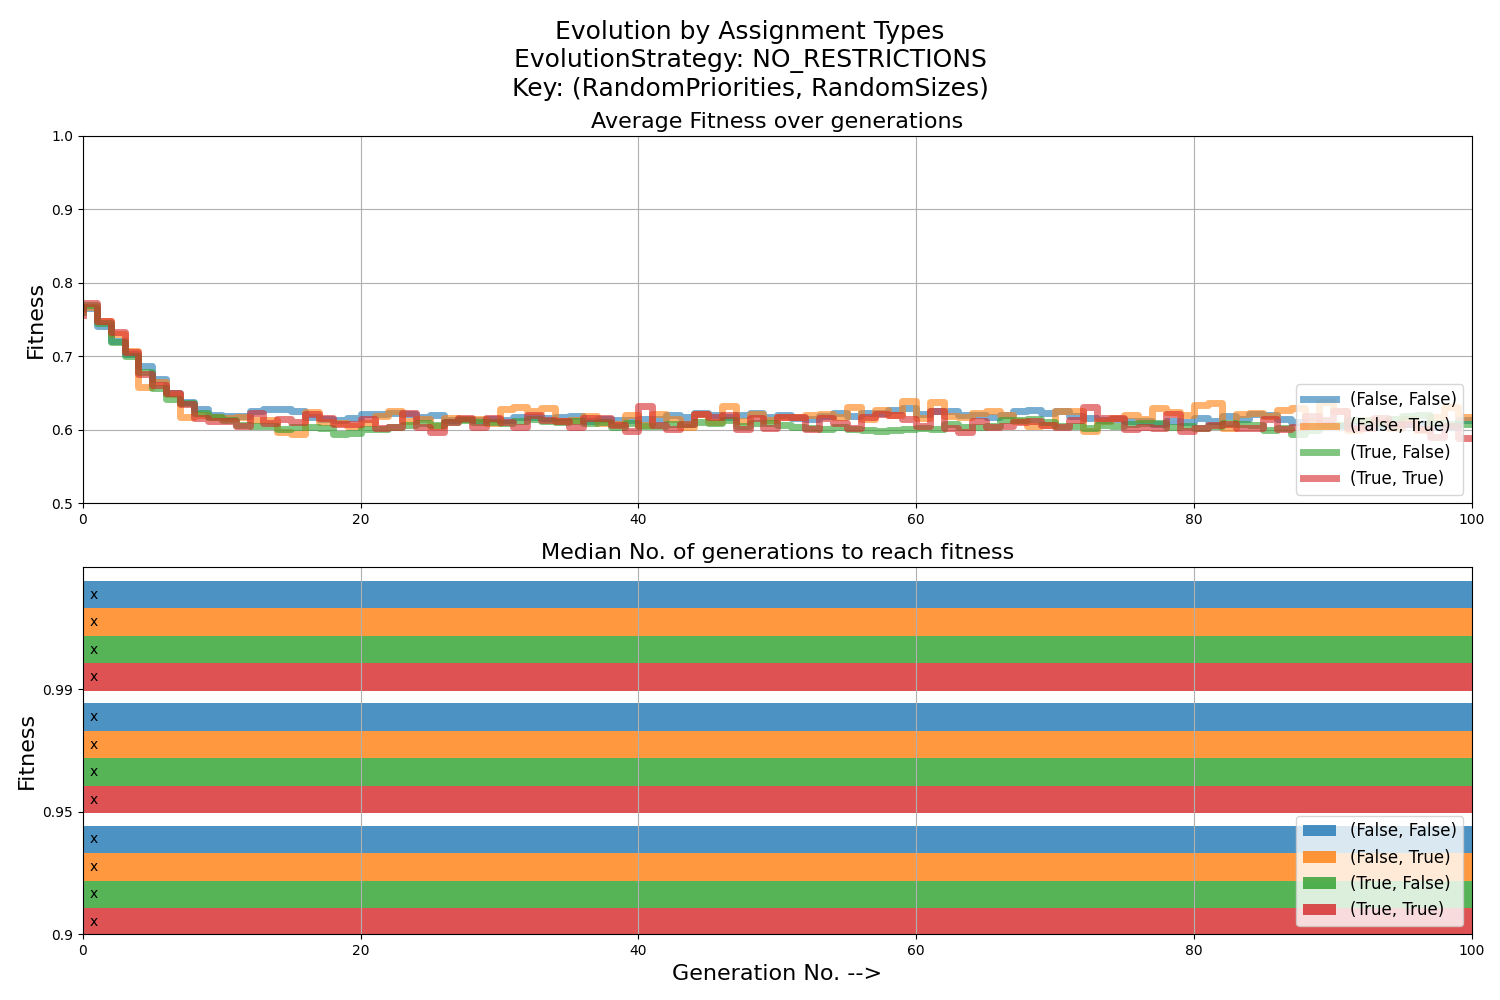 Evolution by Assignment Types
EvolutionStrategy: NO_RESTRICTIONS
Key: (RandomPriorities, RandomSizes)
Average Fitness over generations
1.0
0.9
0.8
0.7
0.6
0.5
Fitness
0 20 40 60 80 100
(False, False)
(False, True)
(True, False)
(True, True)
Median No. of generations to reach fitness
x
x
x
x
0.99
x
x
x
x
0.95
x
x
x
x
0.9
Fitness
(False, False)
(False, True)
(True, False)
(True, True)
0 20 40 60 80 100
Generation No. -->